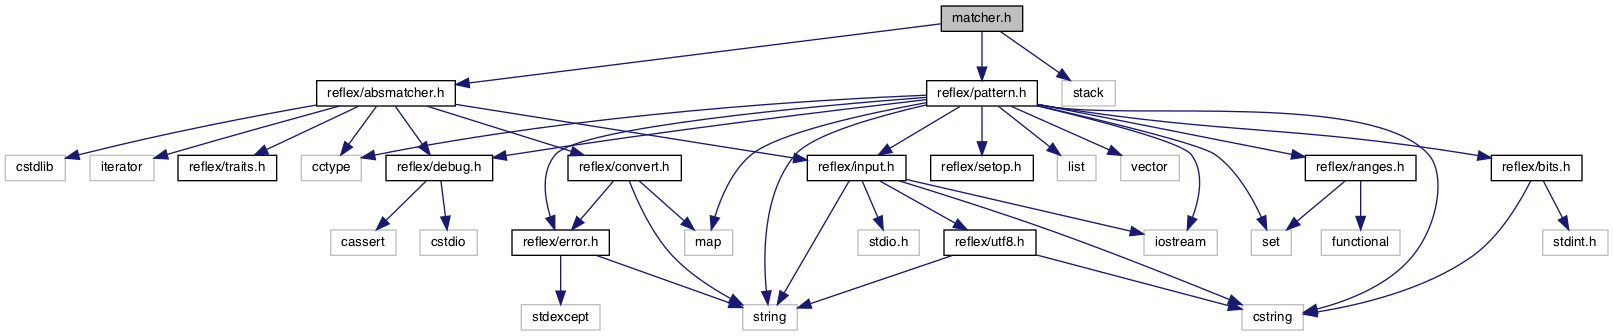 matcher.h
reflex/absmatcher.h
reflex/pattern.h
stack
cstdlib
iterator
reflex/traits.h
cctype
reflex/debug.h
reflex/convert.h
reflex/input.h
reflex/setop.h
list
vector
reflex/ranges.h
reflex/bits.h
cassert
cstdio
reflex/error.h
map
stdio.h
reflex/utf8.h
iostream
set
functional
stdint.h
stdexcept
string
cstring